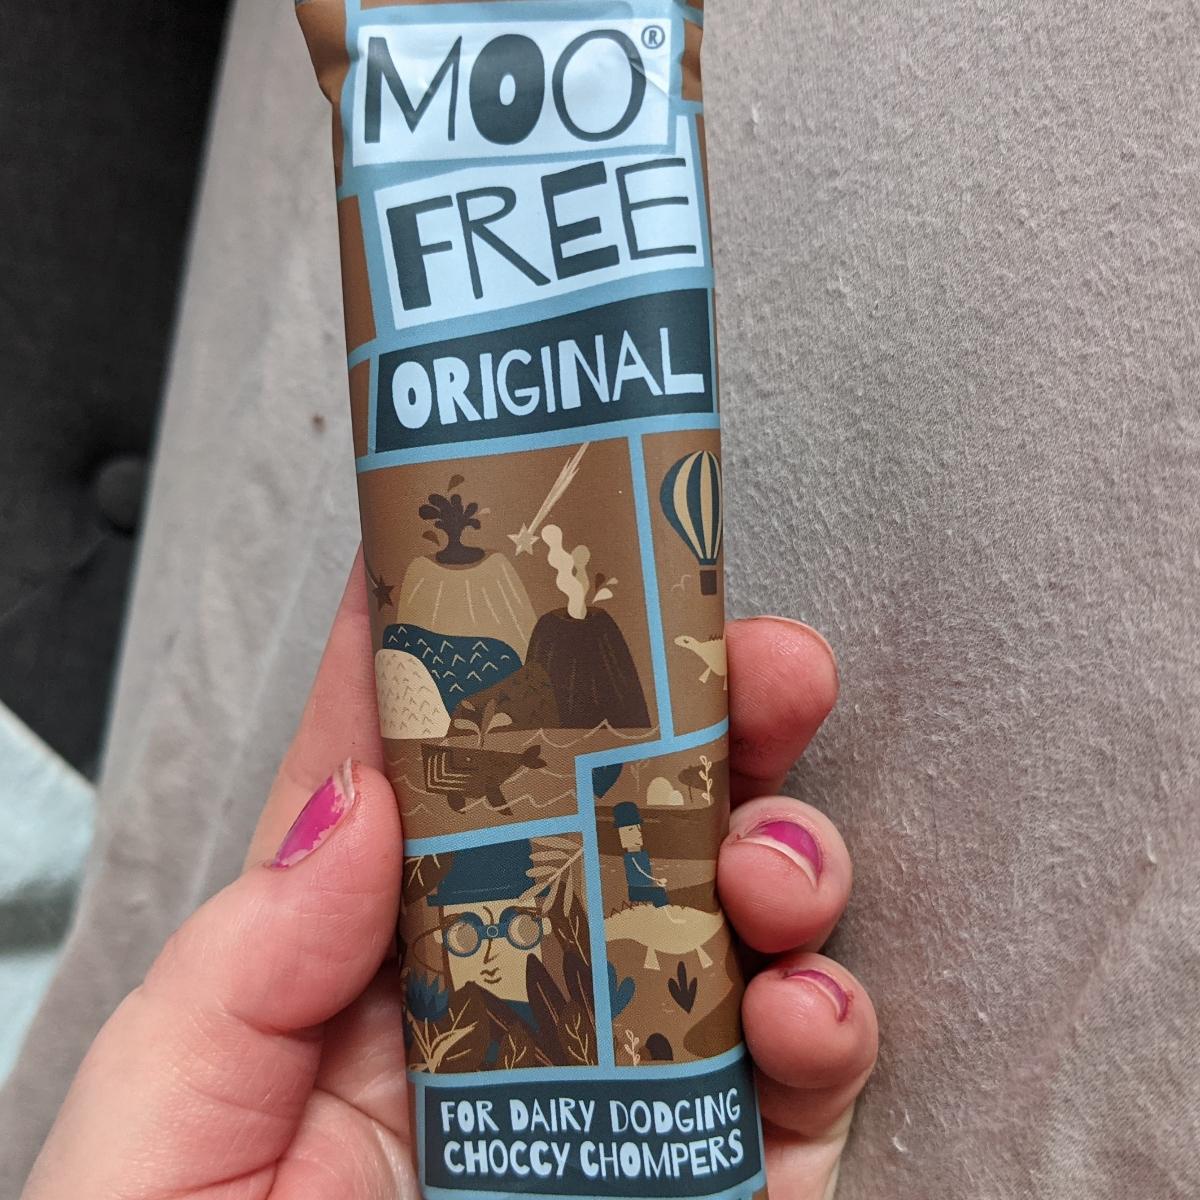 MOO®
FREE
ORIGINAL
FOR DAIRY DODGING
CHOCCY CHOMPERS